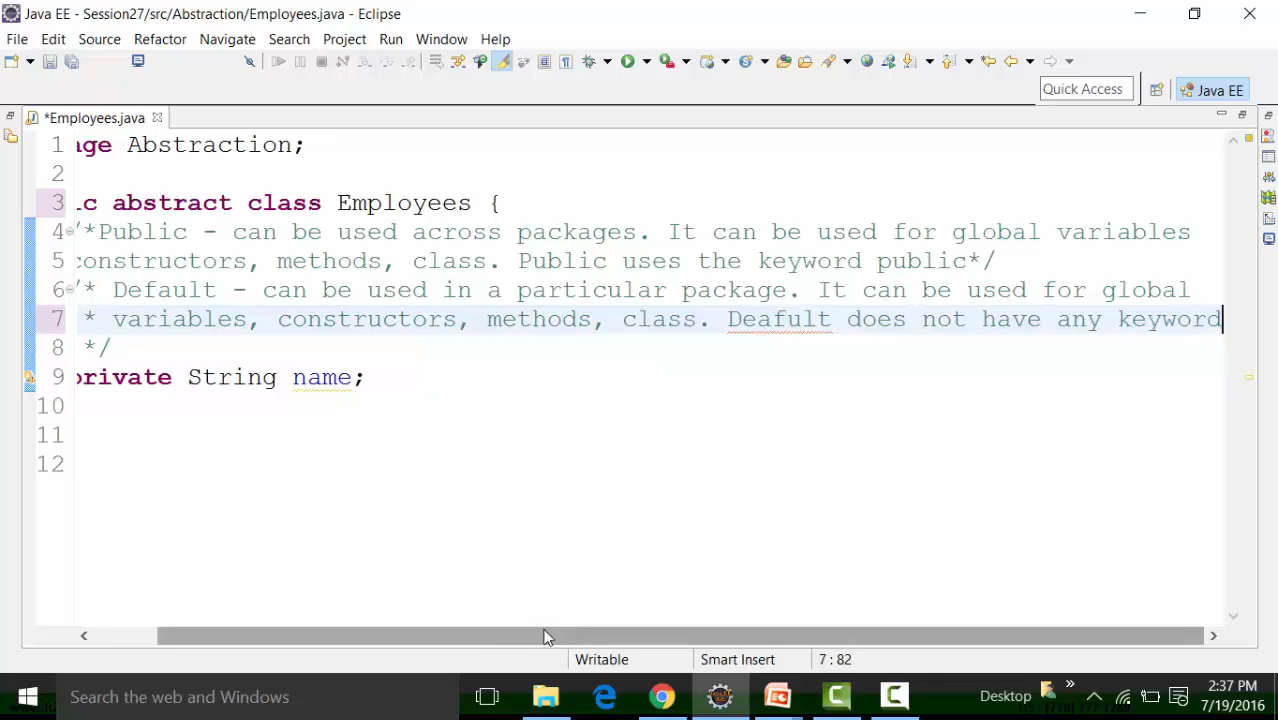 Java EE - Session27/src/Abstraction/Employees.java - Eclipse
File Edit Source Refactor Navigate Search Project Run Window Help
Quick Access
Java EE
*Employees.java
1 age Abstraction;
2
3 ic abstract class Employees {
4 /*Public - can be used across packages. It can be used for global variables
5 constructors, methods, class. Public uses the keyword public*/
6 /* Default - can be used in a particular package. It can be used for global
7 * variables, constructors, methods, class. Deafult does not have any keyword
8 */
9 private String name;
10
11
12
Writable Smart Insert 7 : 82
Search the web and Windows
Desktop
2:37 PM
7/19/2016